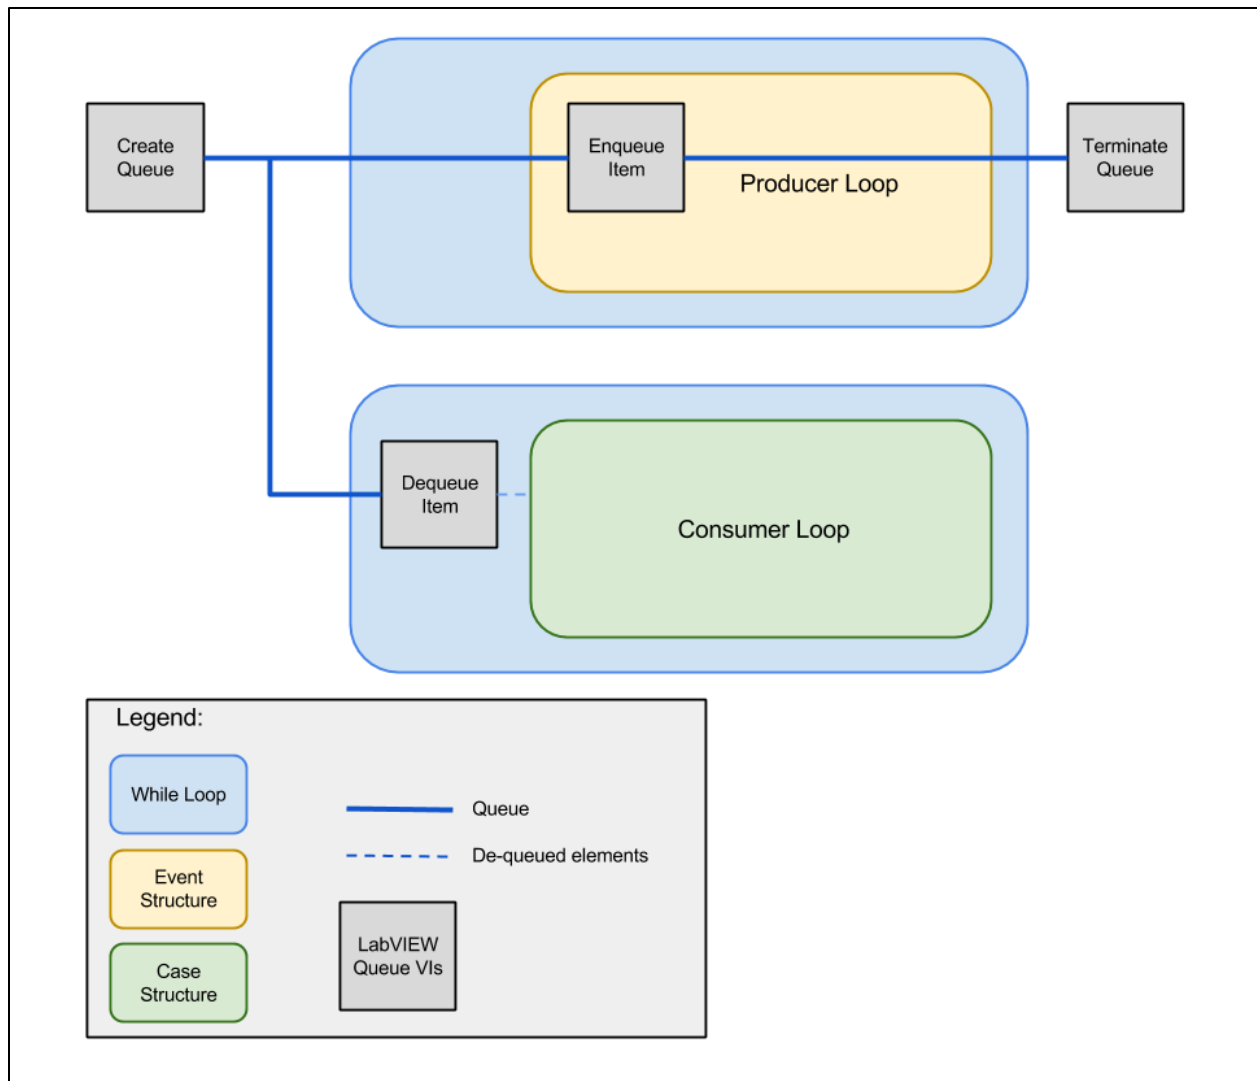 Create
Queue
Enqueue
Item
Producer Loop
Terminate
Queue
Dequeue
Item
Consumer Loop
Legend:
While Loop
Event
Structure
Case
Structure
Queue
De-queued elements
LabVIEW
Queue VIs